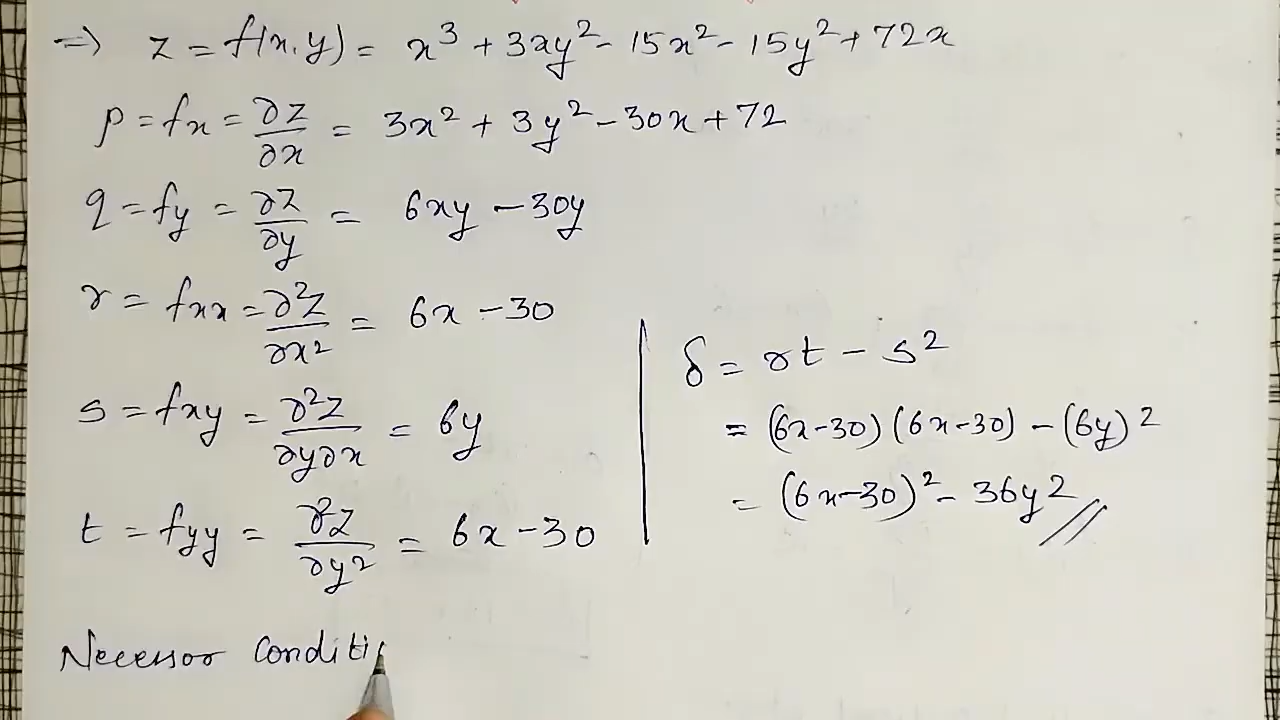 => z = f(x,y) = x³ + 3xy² - 15x² - 15y² + 72x
p = fx = ∂z/∂x = 3x² + 3y² - 30x + 72
q = fy = ∂z/∂y = 6xy - 30y
r = fxx = ∂²z/∂x² = 6x - 30
s = fxy = ∂²z/∂y∂x = 6y
t = fyy = ∂²z/∂y² = 6x - 30
δ = rt - s²
= (6x-30)(6x-30) - (6y)²
= (6x-30)² - 36y² //
Necessor Conditi